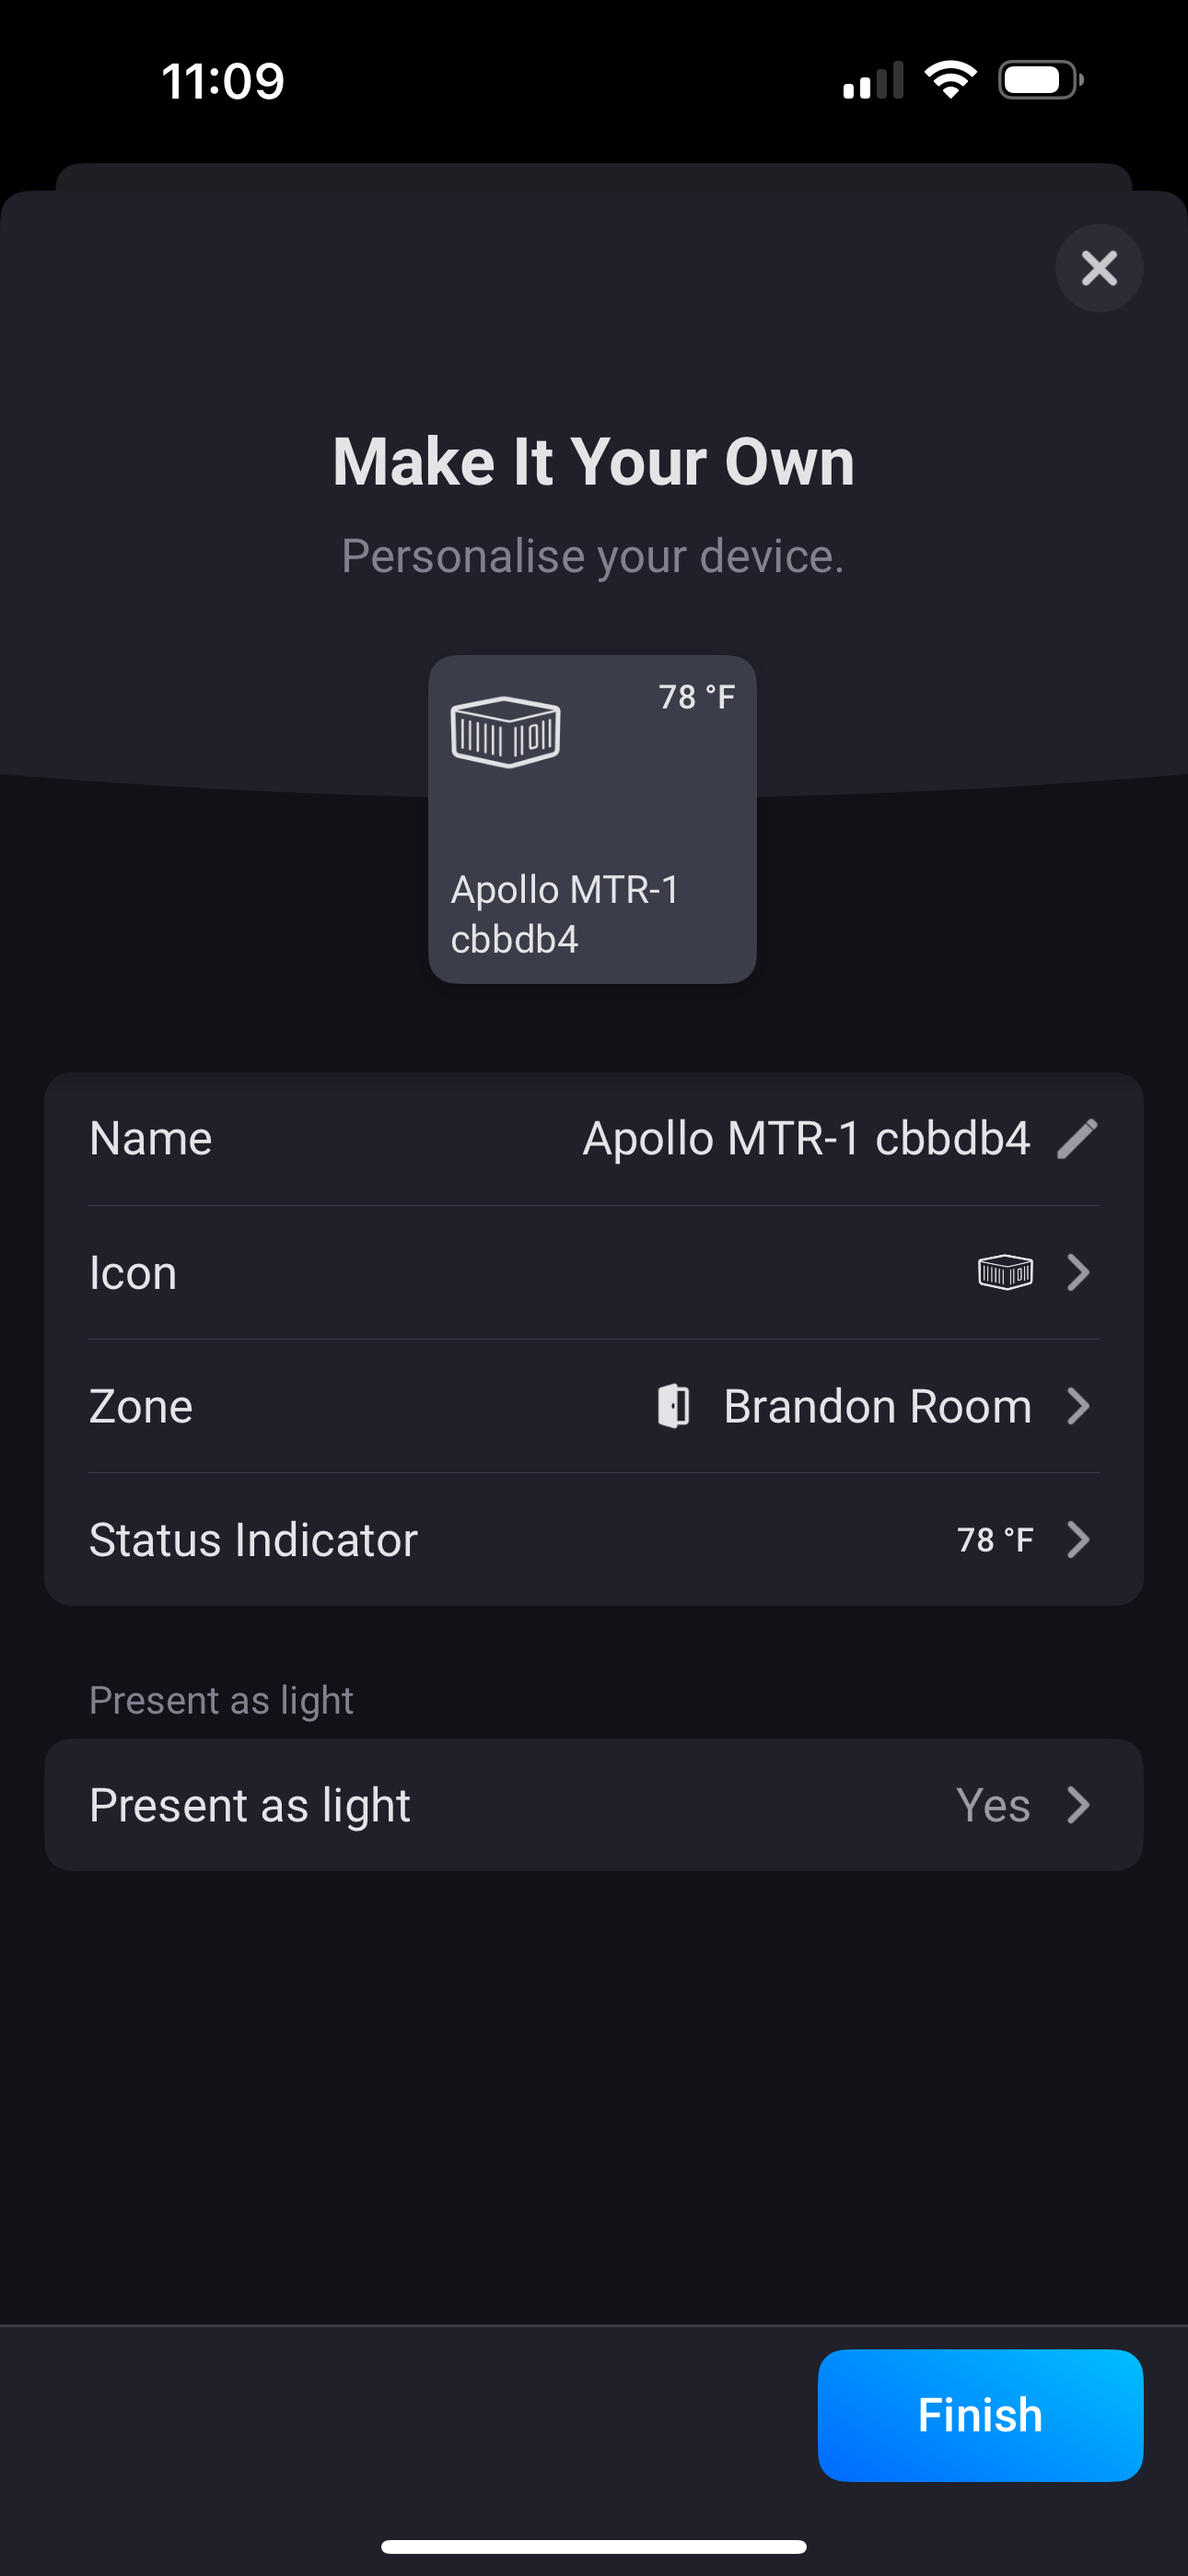 11:09
Make It Your Own
Personalise your device.
78 °F
Apollo MTR-1
cbbdb4
Name Apollo MTR-1 cbbdb4
Icon
Zone Brandon Room
Status Indicator 78 °F
Present as light
Present as light Yes
Finish